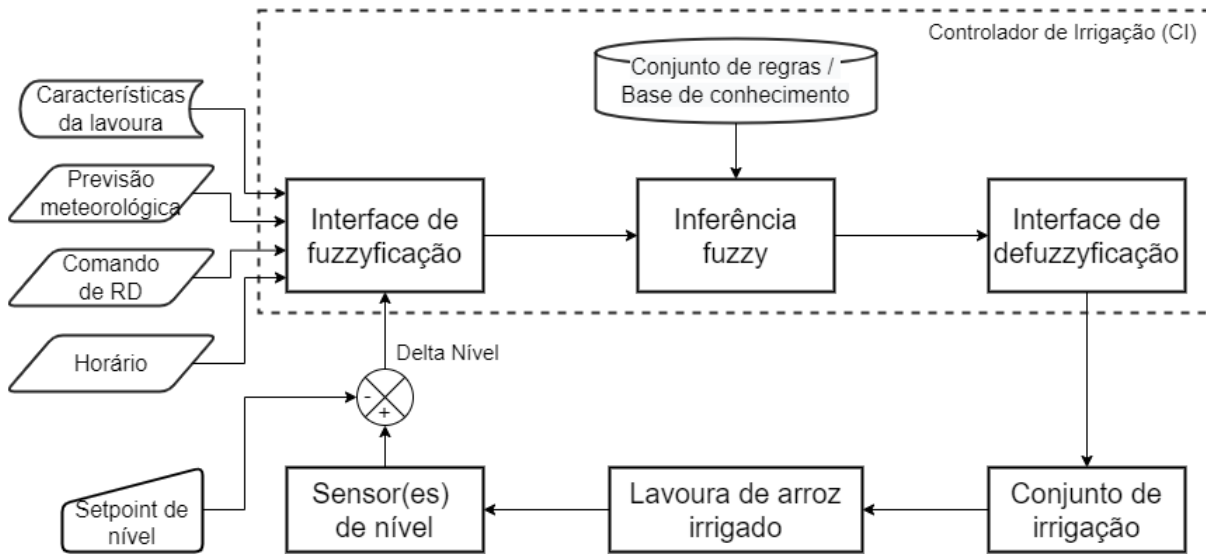 Controlador de Irrigação (CI)
Conjunto de regras /
Base de conhecimento
Características
da lavoura
Previsão
meteorológica
Comando
de RD
Horário
Interface de
fuzzyficação
Inferência
fuzzy
Interface de
defuzzyficação
Delta Nível
-
+
Setpoint de
nível
Sensor(es)
de nível
Lavoura de arroz
irrigado
Conjunto de
irrigação